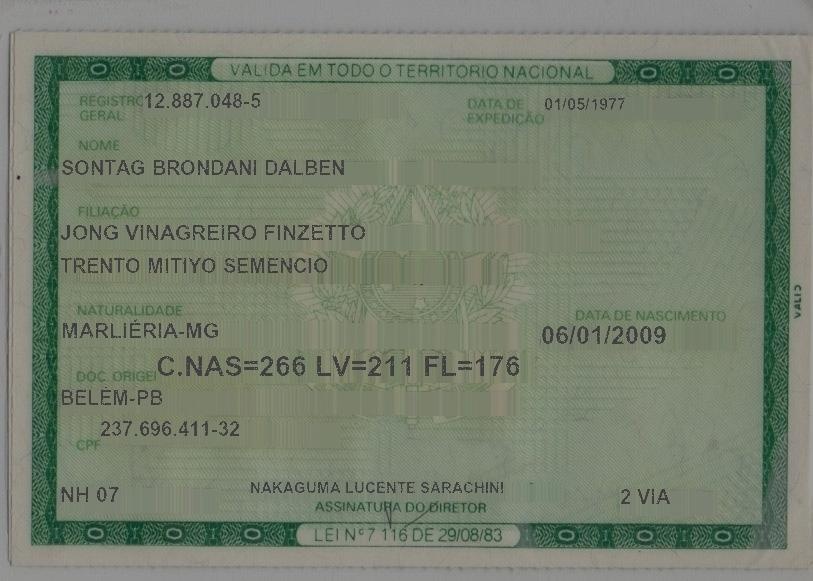 VALIDA EM TODO O TERRITORIO NACIONAL
REGISTRO GERAL 12.887.048-5 DATA DE EXPEDIÇÃO 01/05/1977
NOME
SONTAG BRONDANI DALBEN
FILIAÇÃO
JONG VINAGREIRO FINZETTO
TRENTO MITIYO SEMENCIO
NATURALIDADE DATA DE NASCIMENTO
MARLIÉRIA-MG 06/01/2009
DOC. ORIGEM C.NAS=266 LV=211 FL=176
BELÉM-PB
237.696.411-32
CPF
NH 07 NAKAGUMA LUCENTE SARACHINI 2 VIA
ASSINATURA DO DIRETOR
LEI Nº 7 116 DE 29/08/83
VALID